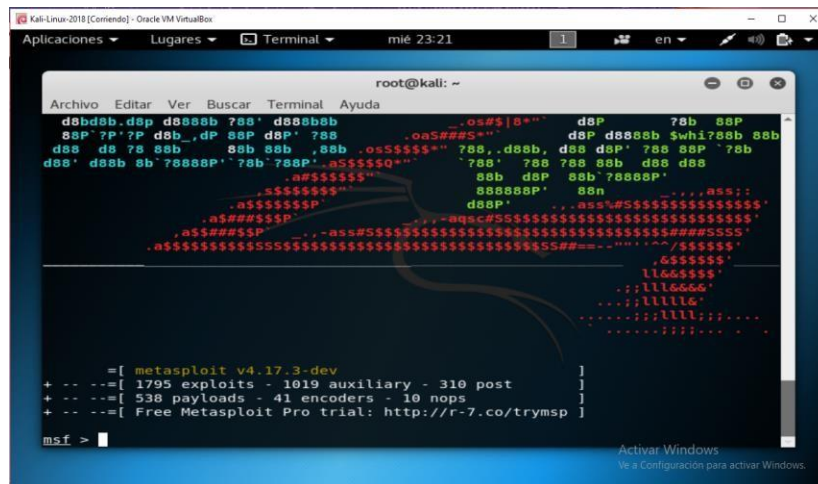 Kali-Linux-2018 [Corriendo] - Oracle VM VirtualBox
Aplicaciones Lugares Terminal mié 23:21 1 en
root@kali: ~
Archivo Editar Ver Buscar Terminal Ayuda
=[ metasploit v4.17.3-dev ]
+ -- --=[ 1795 exploits - 1019 auxiliary - 310 post ]
+ -- --=[ 538 payloads - 41 encoders - 10 nops ]
+ -- --=[ Free Metasploit Pro trial: http://r-7.co/trymsp ]
msf >
Activar Windows
Ve a Configuración para activar Windows.